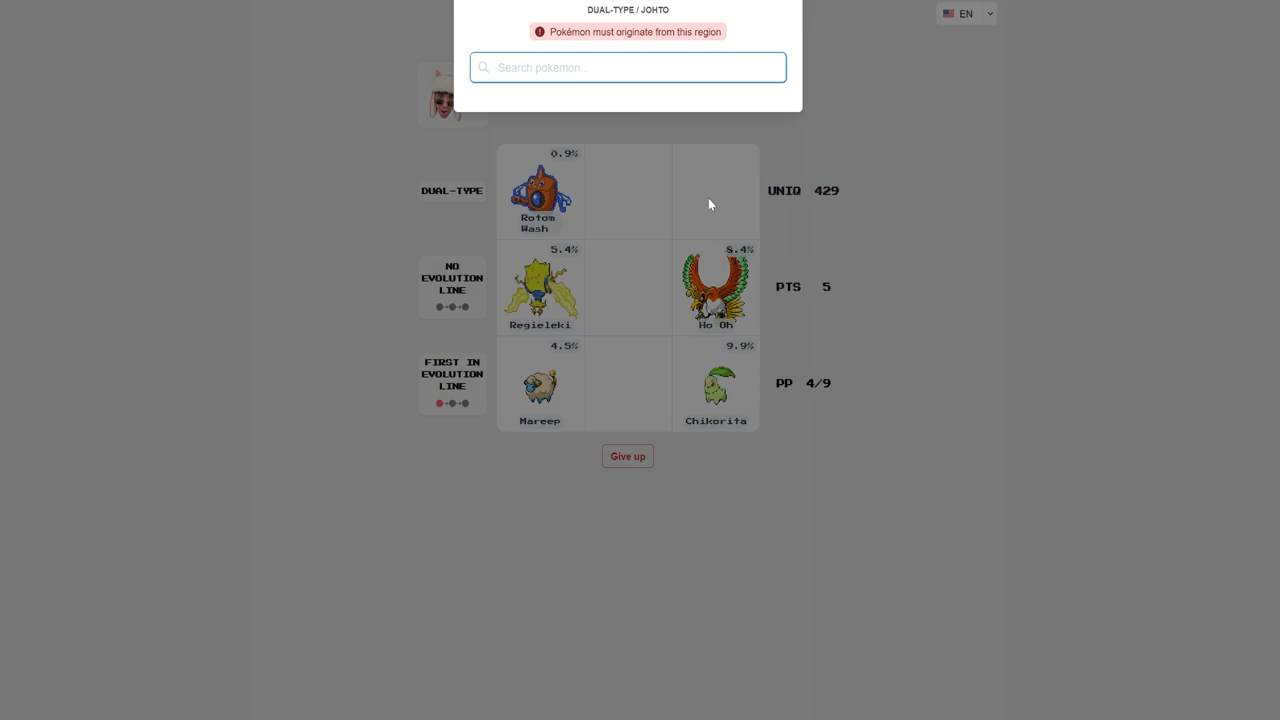 DUAL-TYPE / JOHTO
Pokémon must originate from this region
EN
Search pokemon...
0.9%
DUAL-TYPE
Rotom
Wash
UNIQ 429
5.4%
8.4%
NO
EVOLUTION
LINE
Regieleki
Ho Oh
PTS 5
4.5%
9.9%
FIRST IN
EVOLUTION
LINE
Mareep
Chikorita
PP 4/9
Give up